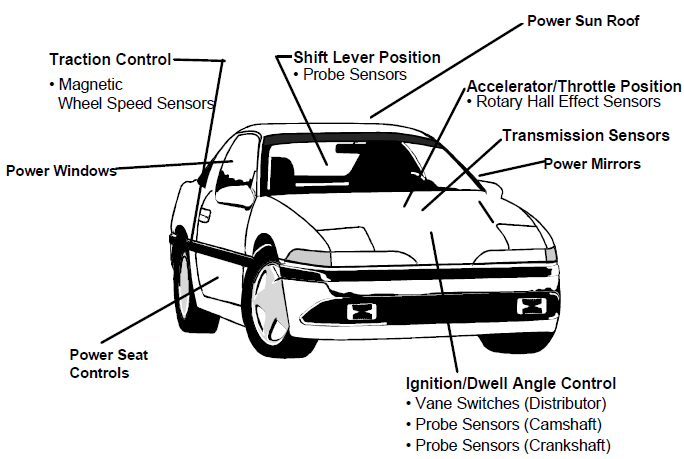 Power Sun Roof
Traction Control
• Magnetic
Wheel Speed Sensors
Shift Lever Position
• Probe Sensors
Accelerator/Throttle Position
• Rotary Hall Effect Sensors
Transmission Sensors
Power Windows
Power Mirrors
Power Seat
Controls
Ignition/Dwell Angle Control
• Vane Switches (Distributor)
• Probe Sensors (Camshaft)
• Probe Sensors (Crankshaft)